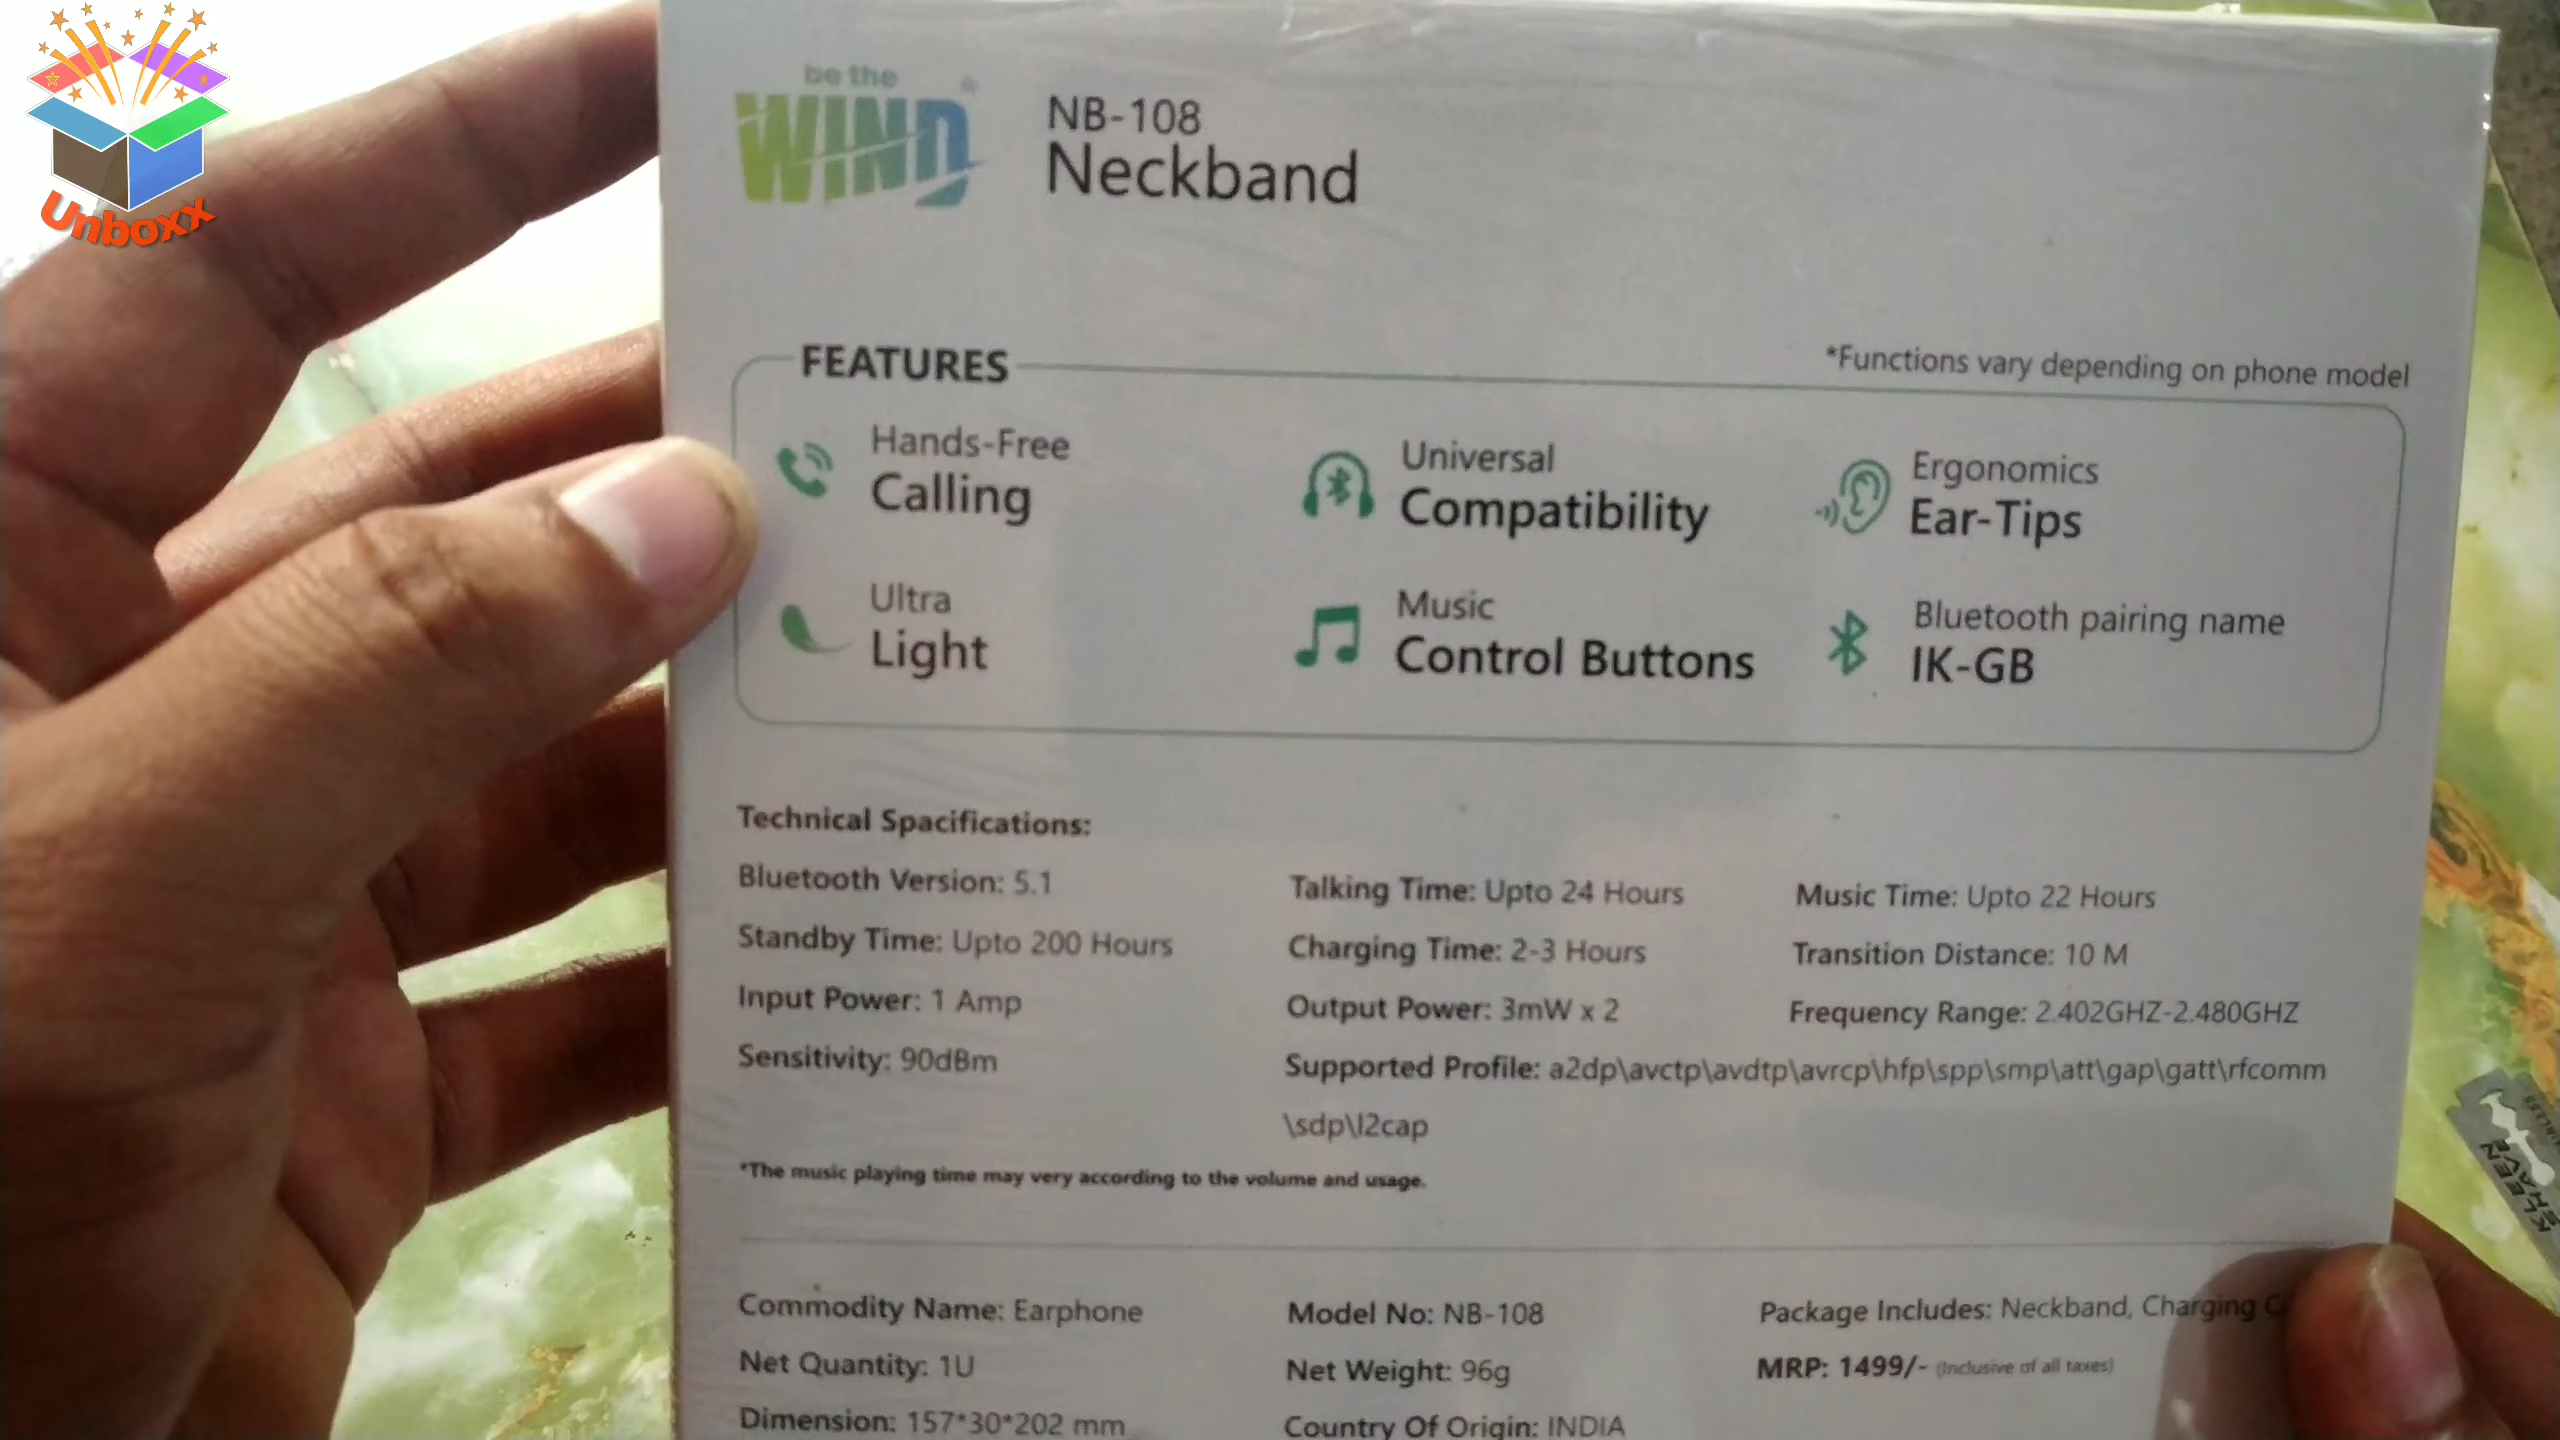 Unboxx
be the
WIND
NB-108
Neckband
FEATURES
*Functions vary depending on phone model
Hands-Free
Calling
Universal
Compatibility
Ergonomics
Ear-Tips
Ultra
Light
Music
Control Buttons
Bluetooth pairing name
IK-GB
Technical Spacifications:
Bluetooth Version: 5.1
Talking Time: Upto 24 Hours
Music Time: Upto 22 Hours
Standby Time: Upto 200 Hours
Charging Time: 2-3 Hours
Transition Distance: 10 M
Input Power: 1 Amp
Output Power: 3mW x 2
Frequency Range: 2.402GHZ-2.480GHZ
Sensitivity: 90dBm
Supported Profile: a2dp\avctp\avdtp\avrcp\hfp\spp\smp\att\gap\gatt\rfcomm
\sdp\l2cap
*The music playing time may very according to the volume and usage.
Commodity Name: Earphone
Model No: NB-108
Package Includes: Neckband, Charging
Net Quantity: 1U
Net Weight: 96g
MRP: 1499/- (Inclusive of all taxes)
Dimension: 157*30*202 mm
Country Of Origin: INDIA
KLEEN
SHAVE